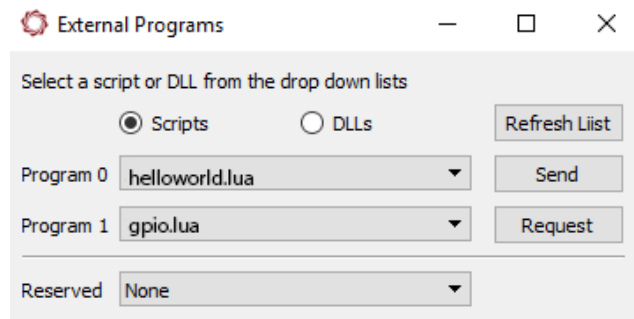 External Programs
Select a script or DLL from the drop down lists
Scripts DLLs Refresh Liist
Program 0 helloworld.lua Send
Program 1 gpio.lua Request
Reserved None